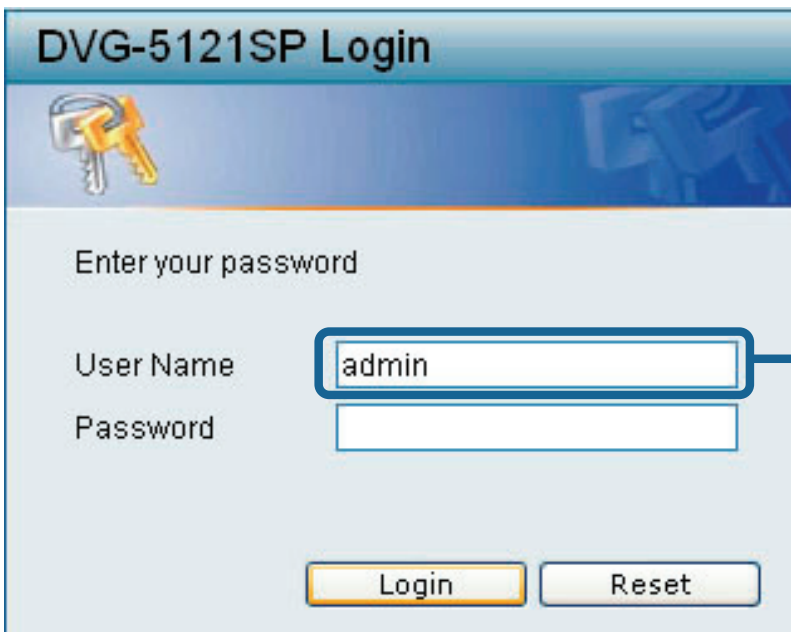 DVG-5121SP Login
Enter your password
User Name admin
Password
Login Reset